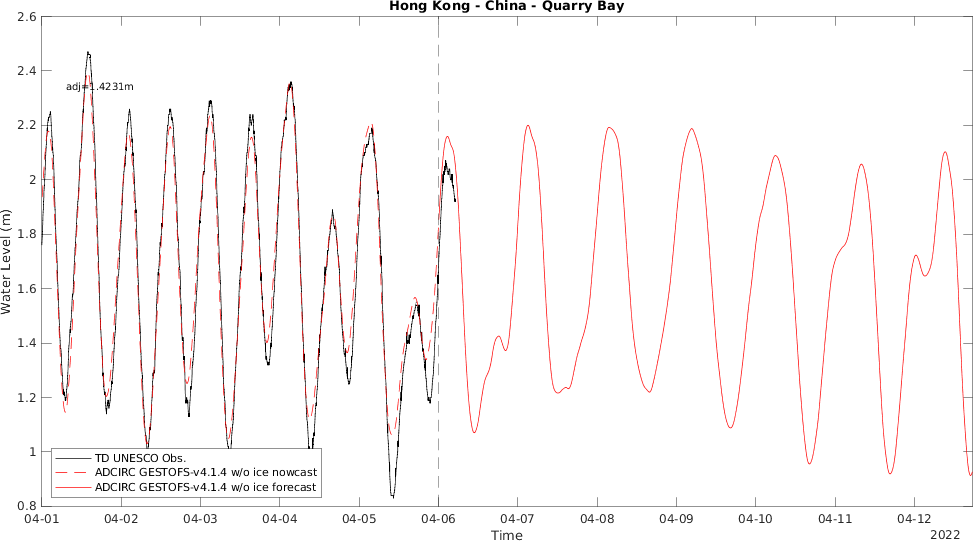 Hong Kong - China - Quarry Bay
2.6
2.4
adj=1.4231m
2.2
2
1.8
1.6
1.4
1.2
1
0.8
Water Level (m)
TD UNESCO Obs.
ADCIRC GESTOFS-v4.1.4 w/o ice nowcast
ADCIRC GESTOFS-v4.1.4 w/o ice forecast
04-01 04-02 04-03 04-04 04-05 04-06 04-07 04-08 04-09 04-10 04-11 04-12
Time
2022